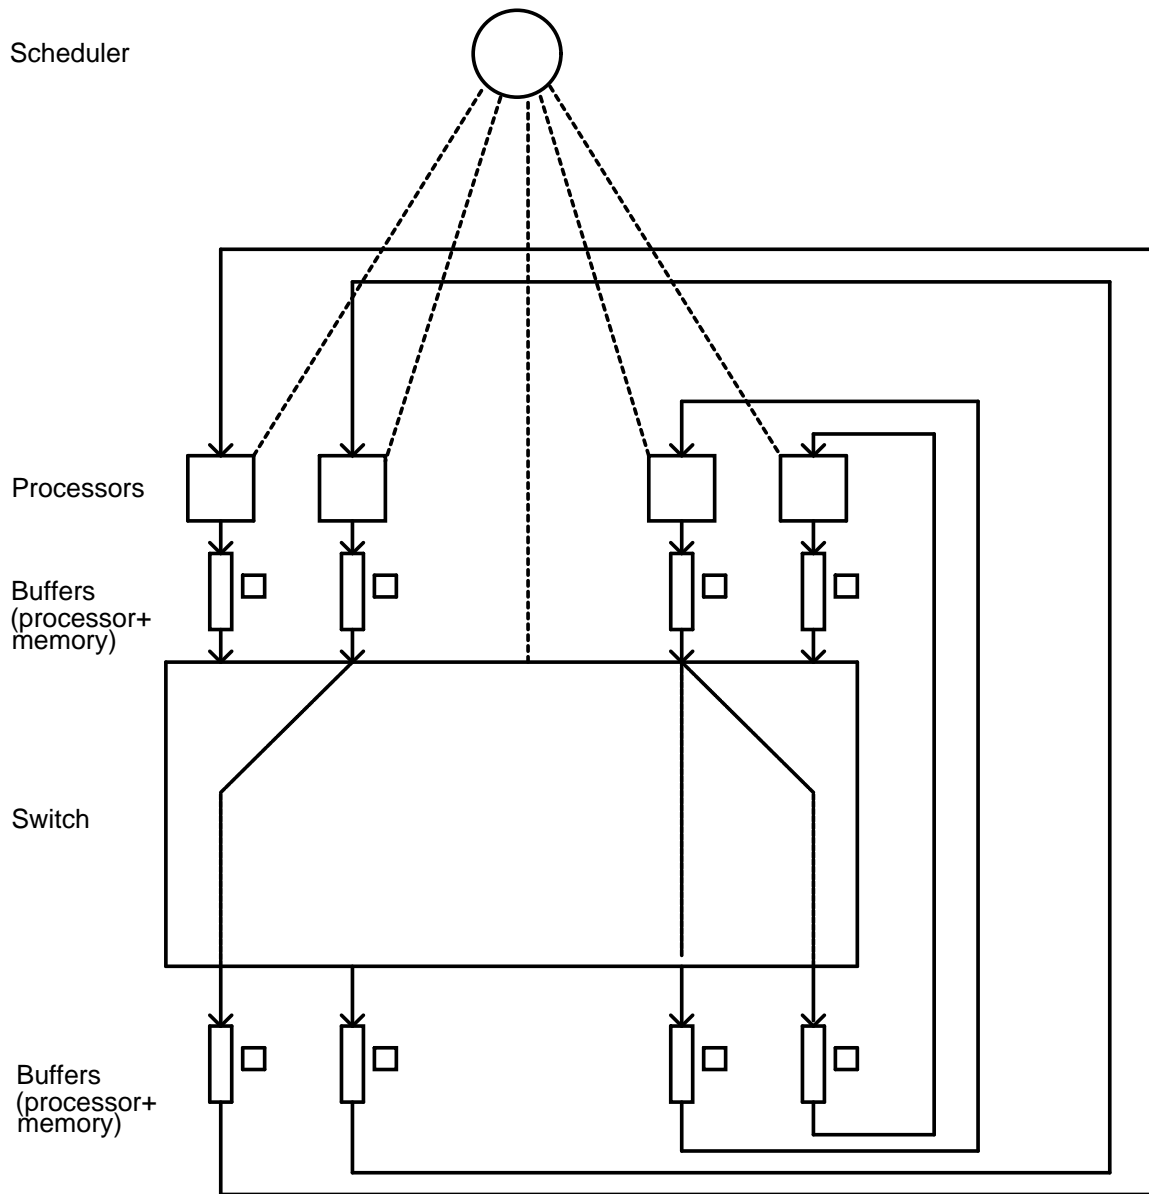 Scheduler
Processors
Buffers
(processor+
memory)
Switch
Buffers
(processor+
memory)